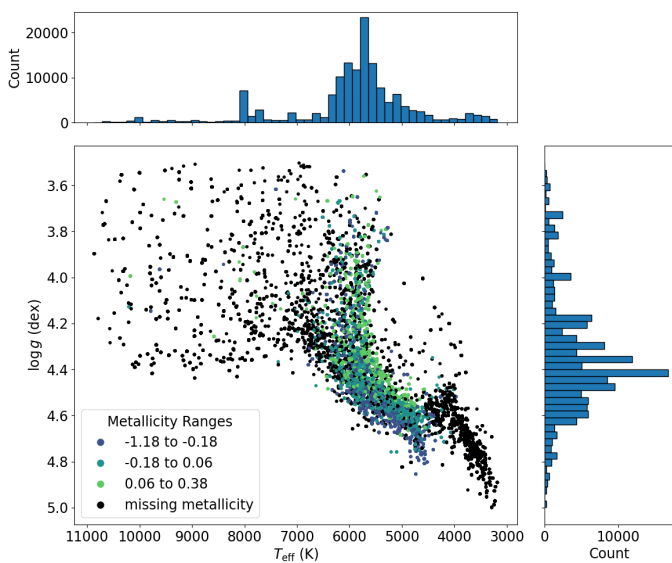 20000
10000
0
Count
3.6
3.8
4.0
4.2
4.4
4.6
4.8
5.0
log g (dex)
Metallicity Ranges
-1.18 to -0.18
-0.18 to 0.06
0.06 to 0.38
missing metallicity
11000 10000 9000 8000 7000 6000 5000 4000 3000
T_eff (K)
0 10000
Count